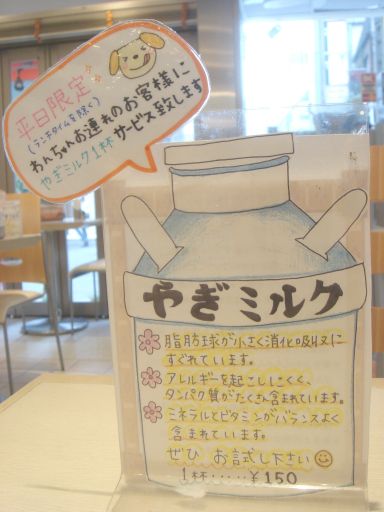 平日限定
(ランチタイムを除く)
わんちゃんお連れのお客様に
やぎミルク1杯サービス致します
やぎミルク
脂肪球が小さく消化吸収に
すぐれています。
アレルギーを起こしにくく、
タンパク質がたくさん含まれています。
ミネラルとビタミンがバランスよく
含まれています。
ぜひ お試し下さい
1杯‥‥‥¥150